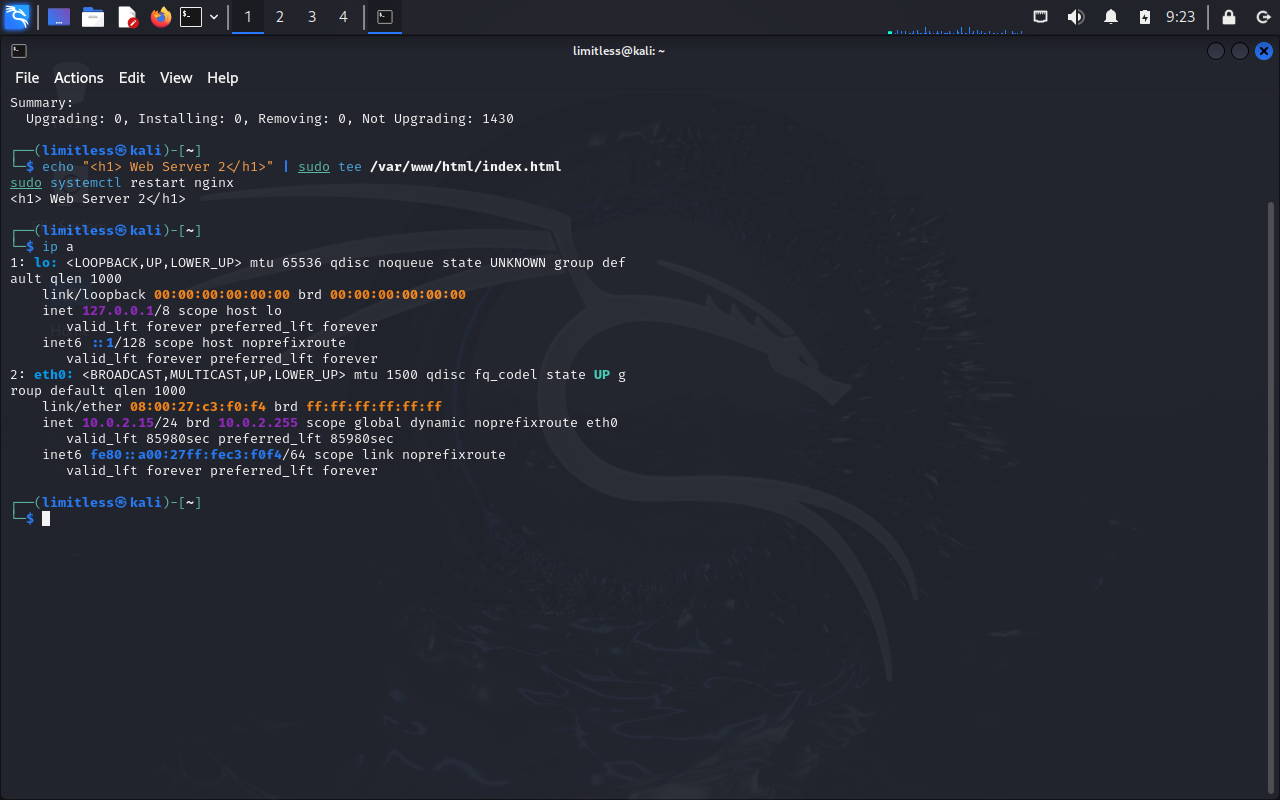 1 2 3 4 9:23
limitless@kali: ~
File Actions Edit View Help
Summary:
  Upgrading: 0, Installing: 0, Removing: 0, Not Upgrading: 1430
┌──(limitless㉿kali)-[~]
└─$ echo "<h1> Web Server 2</h1>" | sudo tee /var/www/html/index.html
sudo systemctl restart nginx
<h1> Web Server 2</h1>
┌──(limitless㉿kali)-[~]
└─$ ip a
1: lo: <LOOPBACK,UP,LOWER_UP> mtu 65536 qdisc noqueue state UNKNOWN group def
ault qlen 1000
    link/loopback 00:00:00:00:00:00 brd 00:00:00:00:00:00
    inet 127.0.0.1/8 scope host lo
       valid_lft forever preferred_lft forever
    inet6 ::1/128 scope host noprefixroute
       valid_lft forever preferred_lft forever
2: eth0: <BROADCAST,MULTICAST,UP,LOWER_UP> mtu 1500 qdisc fq_codel state UP g
roup default qlen 1000
    link/ether 08:00:27:c3:f0:f4 brd ff:ff:ff:ff:ff:ff
    inet 10.0.2.15/24 brd 10.0.2.255 scope global dynamic noprefixroute eth0
       valid_lft 85980sec preferred_lft 85980sec
    inet6 fe80::a00:27ff:fec3:f0f4/64 scope link noprefixroute
       valid_lft forever preferred_lft forever
┌──(limitless㉿kali)-[~]
└─$